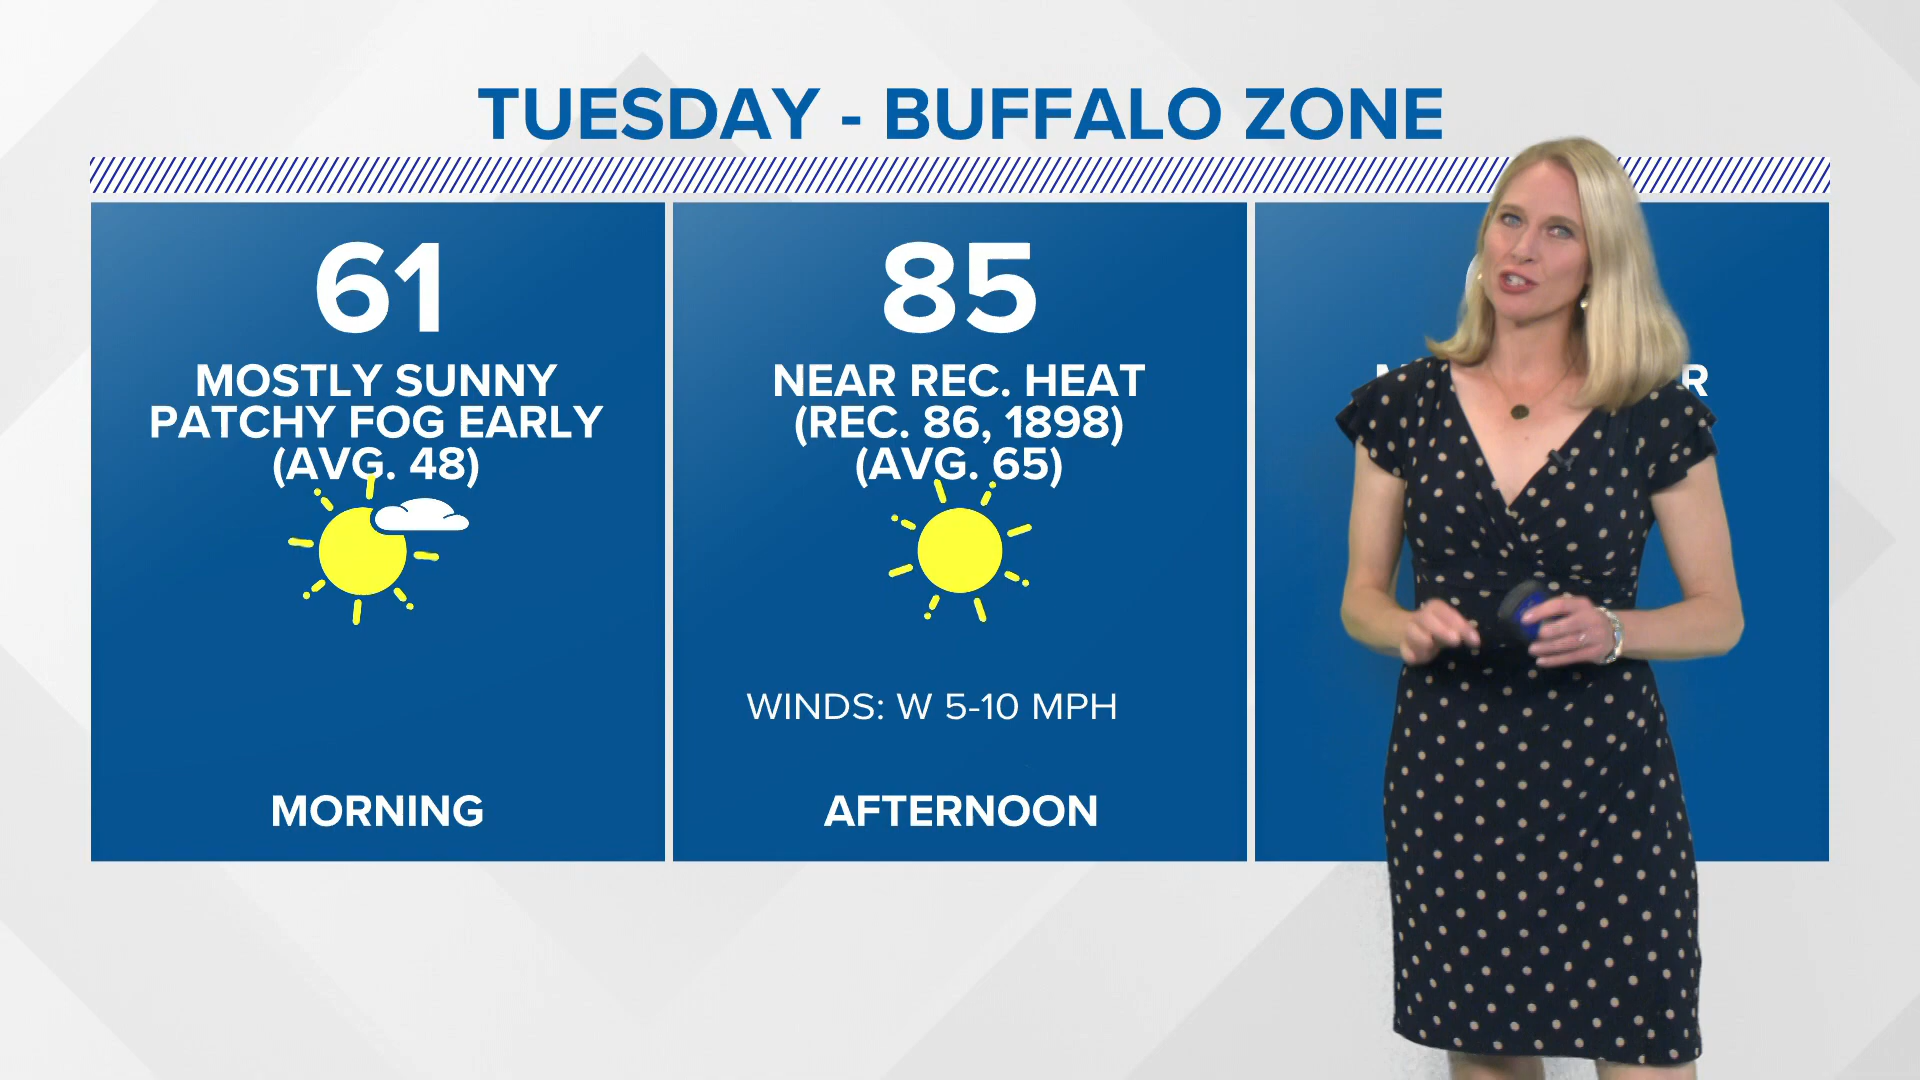 TUESDAY - BUFFALO ZONE
61
MOSTLY SUNNY
PATCHY FOG EARLY
(AVG. 48)
MORNING
85
NEAR REC. HEAT
(REC. 86, 1898)
(AVG. 65)
WINDS: W 5-10 MPH
AFTERNOON